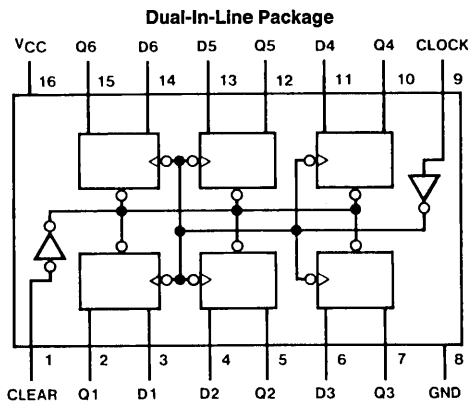 Dual-In-Line Package
VCC Q6 D6 D5 Q5 D4 Q4 CLOCK
16 15 14 13 12 11 10 9
1 2 3 4 5 6 7 8
CLEAR Q1 D1 D2 Q2 D3 Q3 GND